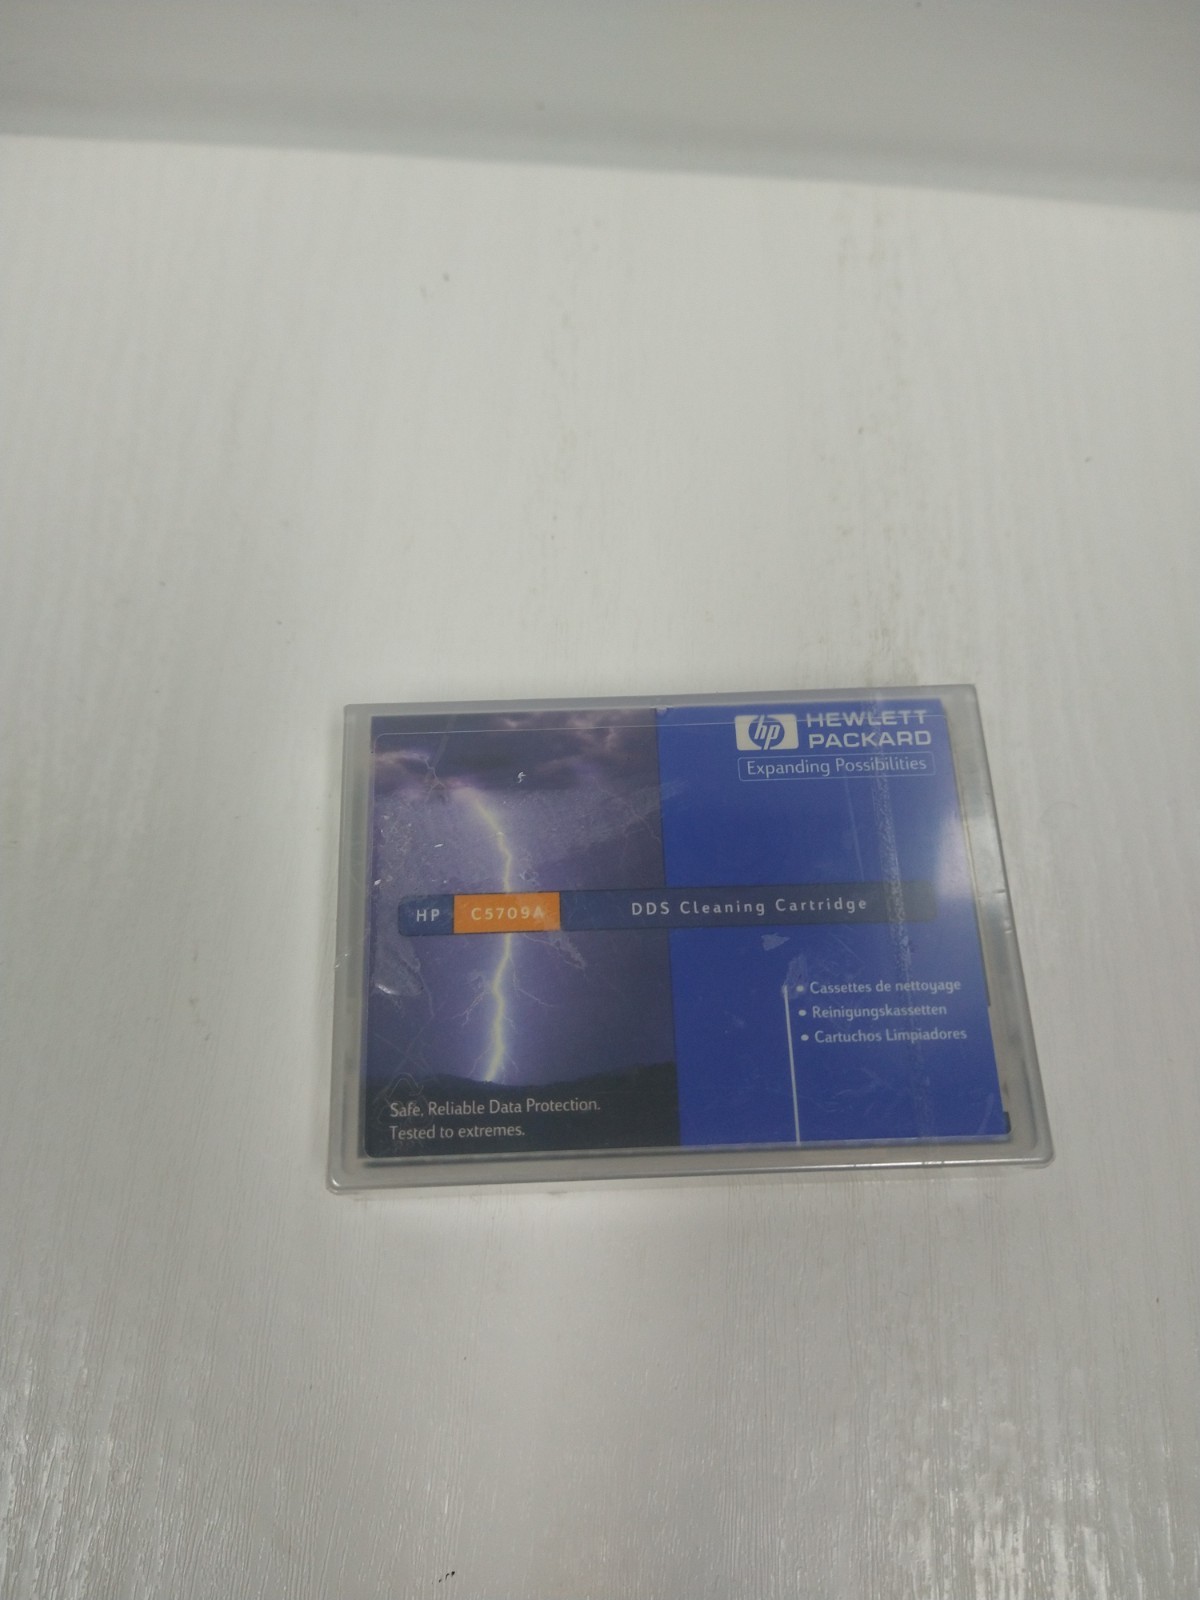 hp HEWLETT
PACKARD
Expanding Possibilities
HP C5709A DDS Cleaning Cartridge
• Cassettes de nettoyage
• Reinigungskassetten
• Cartuchos Limpiadores
Safe, Reliable Data Protection.
Tested to extremes.